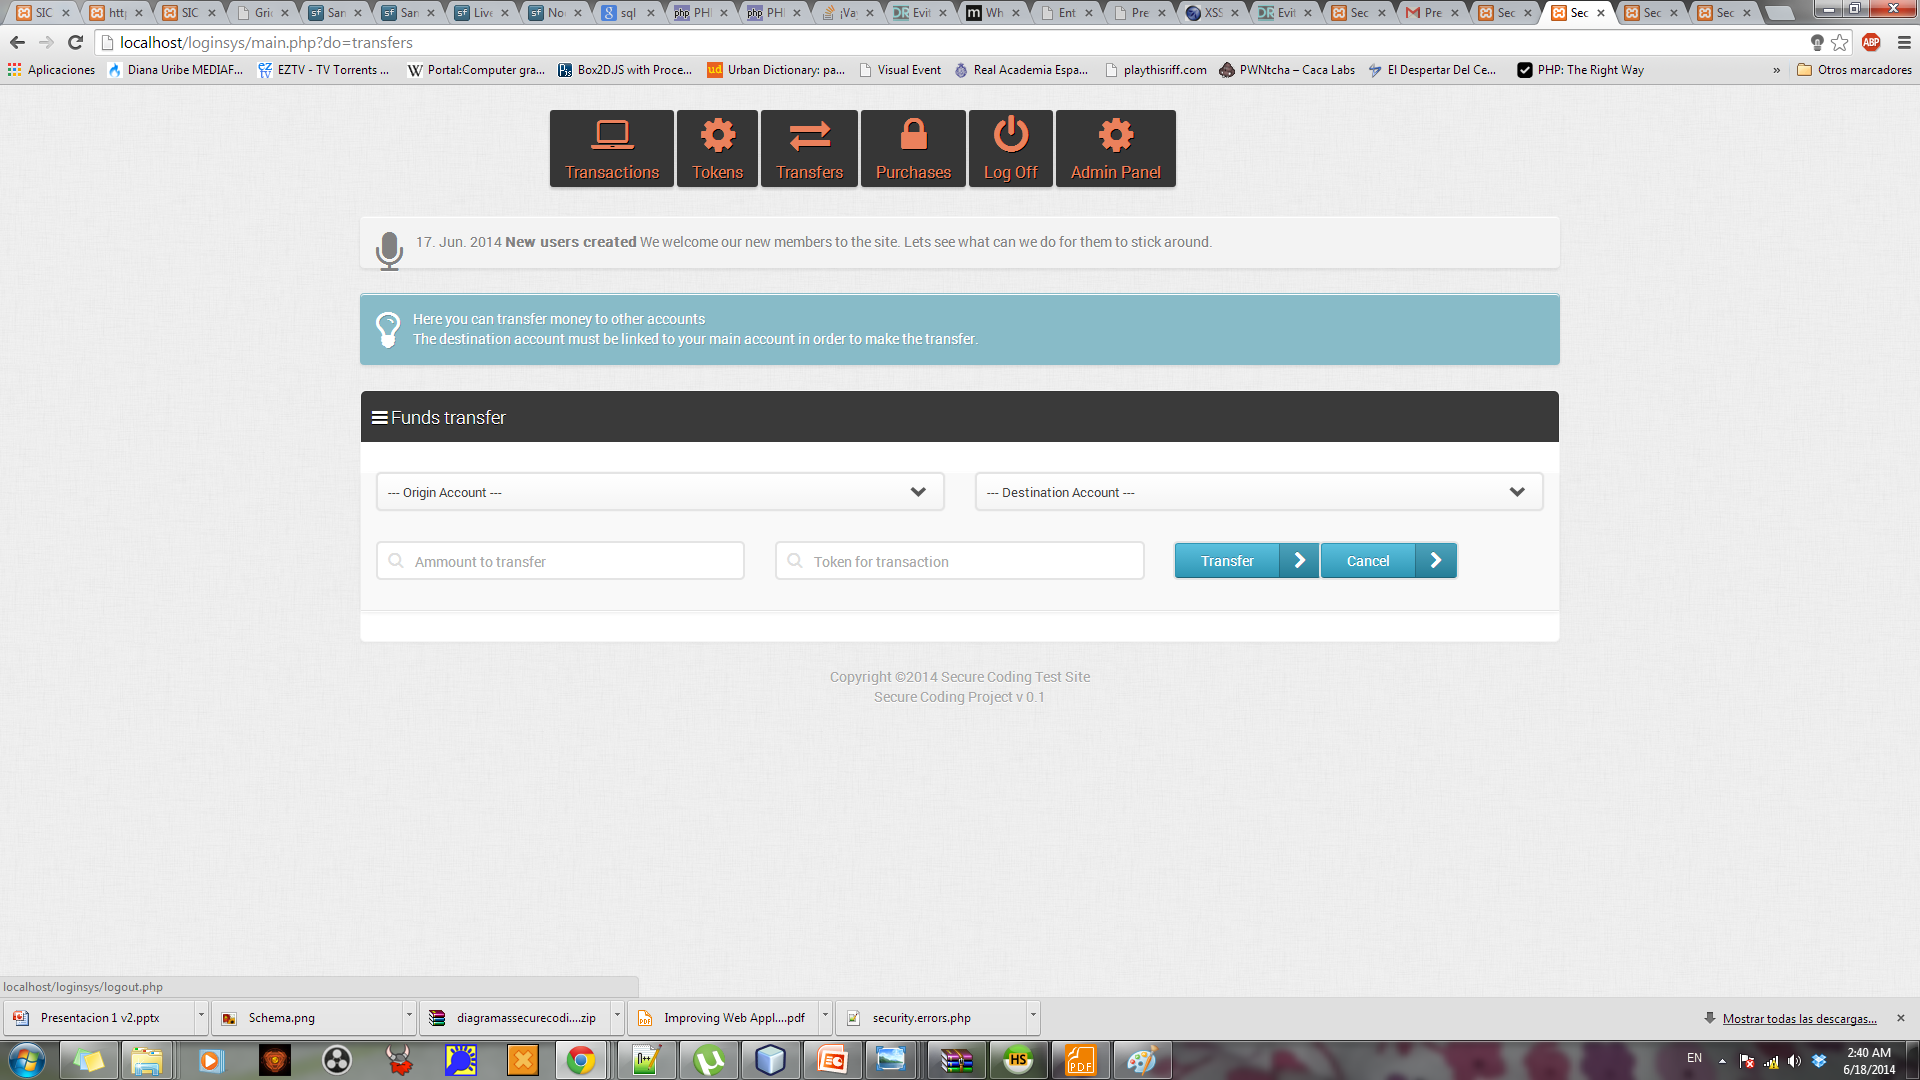 SIC
htt
SIC
Gri
San
San
Live
No
sql
PH
PH
¡Va
Evit
Wh
Ent
Pre
XSS
Evit
Sec
Pre
Sec
Sec
Sec
Sec
localhost/loginsys/main.php?do=transfers
ABP
Aplicaciones
Diana Uribe MEDIAF...
EZTV - TV Torrents ...
Portal:Computer gra...
Box2D.JS with Proce...
Urban Dictionary: pa...
Visual Event
Real Academia Espa...
playthisriff.com
PWNtcha – Caca Labs
El Despertar Del Ce...
PHP: The Right Way
»
Otros marcadores
Transactions
Tokens
Transfers
Purchases
Log Off
Admin Panel
17. Jun. 2014 New users created We welcome our new members to the site. Lets see what can we do for them to stick around.
Here you can transfer money to other accounts
The destination account must be linked to your main account in order to make the transfer.
Funds transfer
--- Origin Account ---
--- Destination Account ---
Ammount to transfer
Token for transaction
Transfer
Cancel
Copyright ©2014 Secure Coding Test Site
Secure Coding Project v 0.1
localhost/loginsys/logout.php
Presentacion 1 v2.pptx
Schema.png
diagramassecurecodi....zip
Improving Web Appl....pdf
security.errors.php
Mostrar todas las descargas...
HS
PDF
EN
2:40 AM
6/18/2014